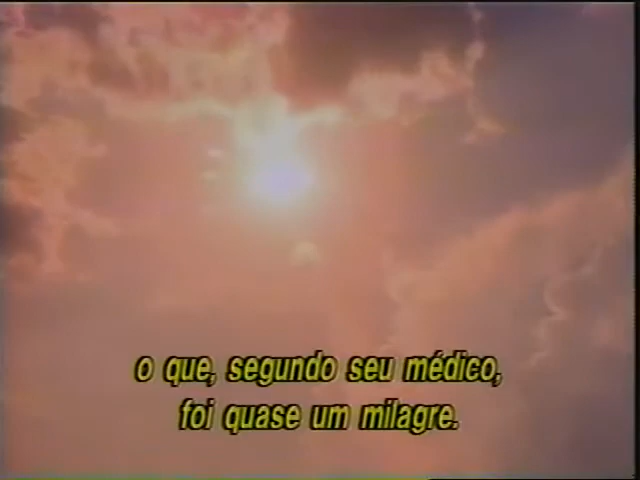 o que, segundo seu médico,
foi quase um milagre.